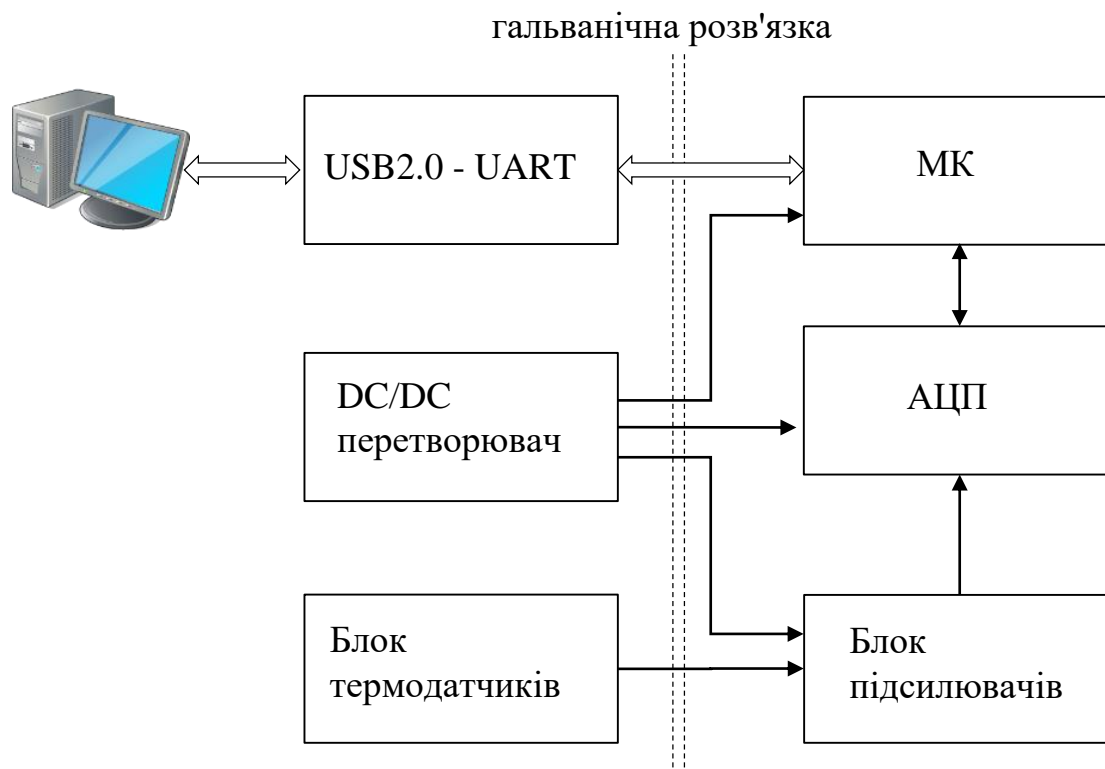 гальванічна розв'язка
USB2.0 - UART
МК
DC/DC
перетворювач
АЦП
Блок
термодатчиків
Блок
підсилювачів